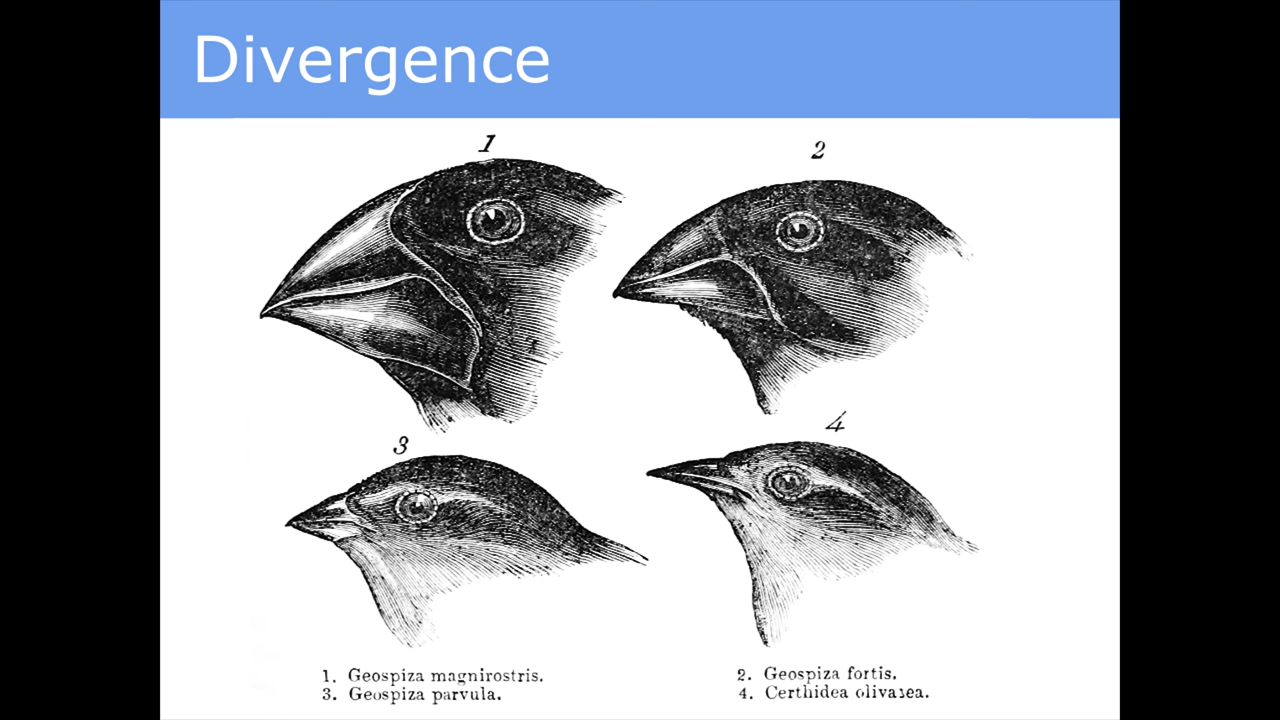 Divergence
1
2
3
4
1. Geospiza magnirostris.
2. Geospiza fortis.
3. Geospiza parvula.
4. Certhidea olivasea.